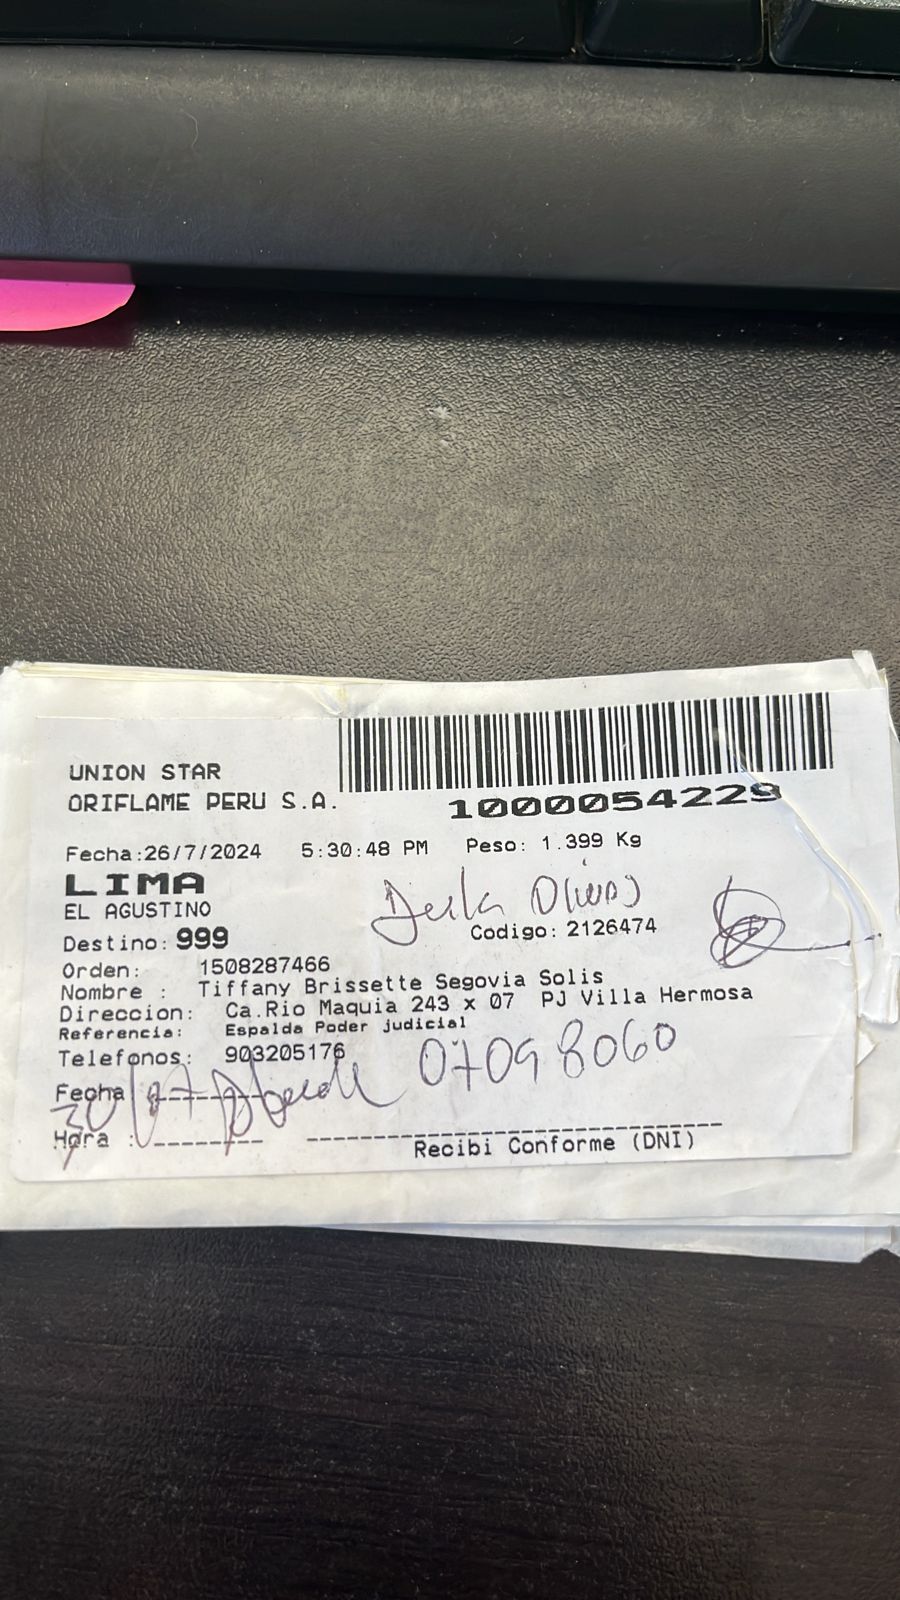 UNION STAR
ORIFLAME PERU S.A.
1000054229
Fecha:26/7/2024 5:30:48 PM Peso: 1.399 Kg
LIMA
EL AGUSTINO
Codigo: 2126474
Destino: 999
Orden: 1508287466
Nombre : Tiffany Brissette Segovia Solis
Direccion: Ca.Rio Maquia 243 x 07 PJ Villa Hermosa
Referencia: Espalda Poder judicial
Telefonos: 903205176
07098060
Fecha
30/07
Hora :
Recibi Conforme (DNI)